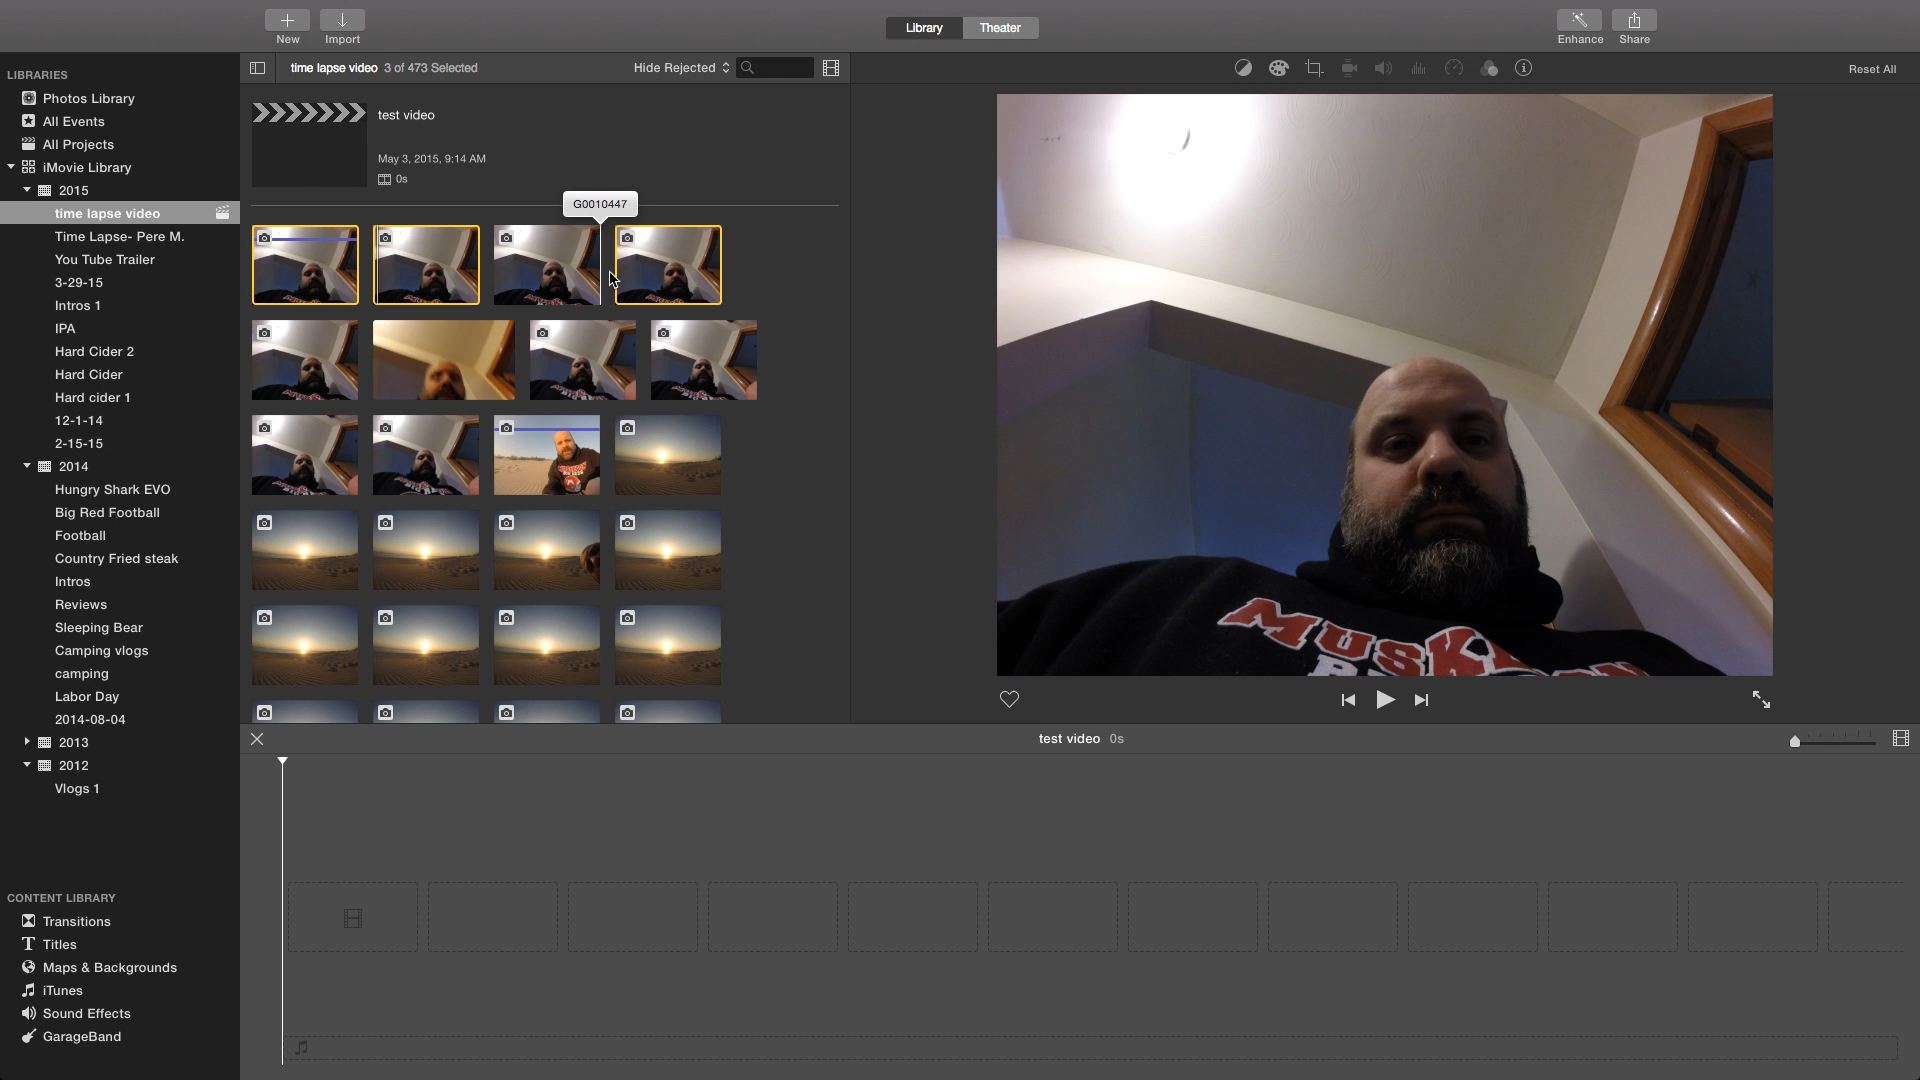 New
Import
Library
Theater
Enhance
Share
LIBRARIES
Photos Library
All Events
All Projects
iMovie Library
2015
time lapse video
Time Lapse- Pere M.
You Tube Trailer
3-29-15
Intros 1
IPA
Hard Cider 2
Hard Cider
Hard cider 1
12-1-14
2-15-15
2014
Hungry Shark EVO
Big Red Football
Football
Country Fried steak
Intros
Reviews
Sleeping Bear
Camping vlogs
camping
Labor Day
2014-08-04
2013
2012
Vlogs 1
CONTENT LIBRARY
Transitions
Titles
Maps & Backgrounds
iTunes
Sound Effects
GarageBand
time lapse video 3 of 473 Selected
Hide Rejected
test video
May 3, 2015, 9:14 AM
0s
G0010447
Reset All
test video 0s